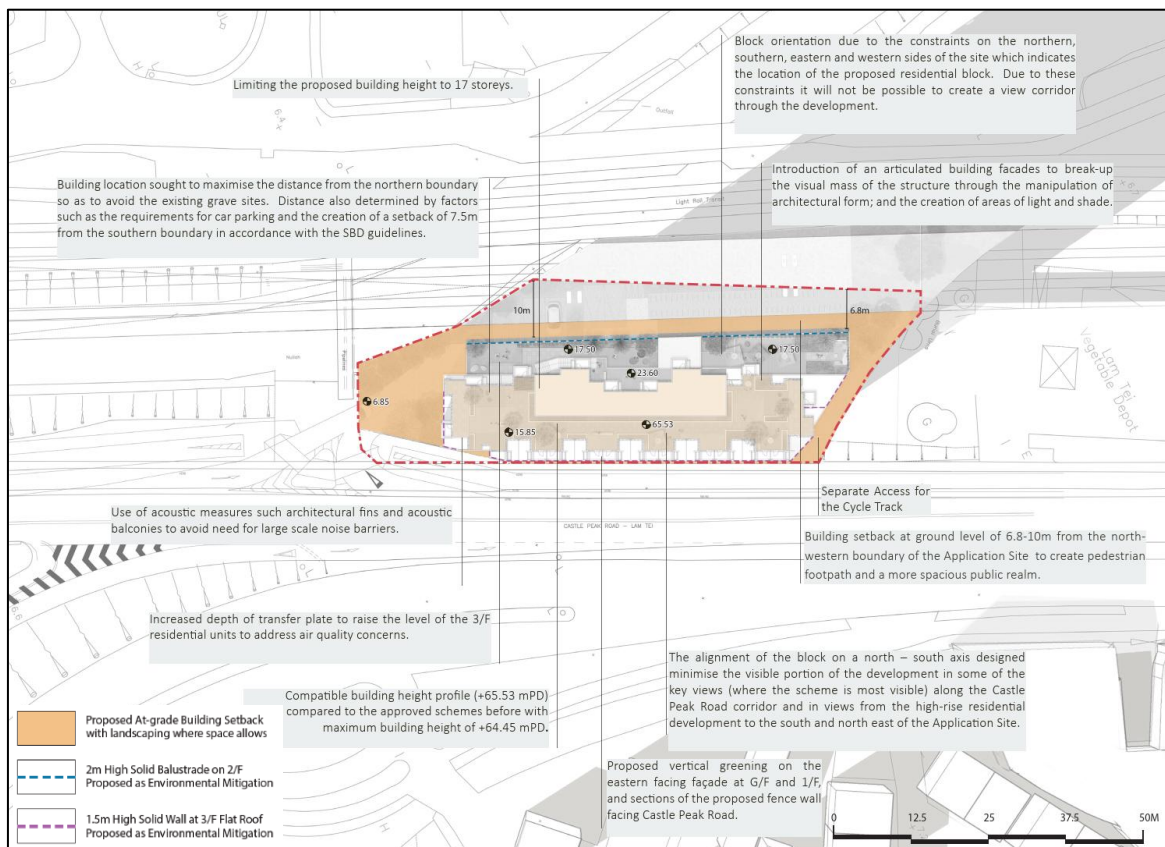 Block orientation due to the constraints on the northern,
southern, eastern and western sides of the site which indicates
the location of the proposed residential block. Due to these
constraints it will not be possible to create a view corridor
through the development.
Limiting the proposed building height to 17 storeys.
Building location sought to maximise the distance from the northern boundary
so as to avoid the existing grave sites. Distance also determined by factors
such as the requirements for car parking and the creation of a setback of 7.5m
from the southern boundary in accordance with the SBD guidelines.
Introduction of an articulated building facades to break-up
the visual mass of the structure through the manipulation of
architectural form; and the creation of areas of light and shade.
Light Rail Transit
10m
6.8m
17.50
17.50
23.60
6.85
15.85
65.53
Lam Tei
Vegetable Depot
Nullah
CASTLE PEAK ROAD – LAM TEI
Use of acoustic measures such architectural fins and acoustic
balconies to avoid need for large scale noise barriers.
Separate Access for
the Cycle Track
Building setback at ground level of 6.8-10m from the north-
western boundary of the Application Site to create pedestrian
footpath and a more spacious public realm.
Increased depth of transfer plate to raise the level of the 3/F
residential units to address air quality concerns.
The alignment of the block on a north – south axis designed
minimise the visible portion of the development in some of the
key views (where the scheme is most visible) along the Castle
Peak Road corridor and in views from the high-rise residential
development to the south and north east of the Application Site.
Compatible building height profile (+65.53 mPD)
compared to the approved schemes before with
maximum building height of +64.45 mPD.
Proposed vertical greening on the
eastern facing façade at G/F and 1/F,
and sections of the proposed fence wall
facing Castle Peak Road.
Proposed At-grade Building Setback
with landscaping where space allows
2m High Solid Balustrade on 2/F
Proposed as Environmental Mitigation
1.5m High Solid Wall at 3/F Flat Roof
Proposed as Environmental Mitigation
0 12.5 25 37.5 50M